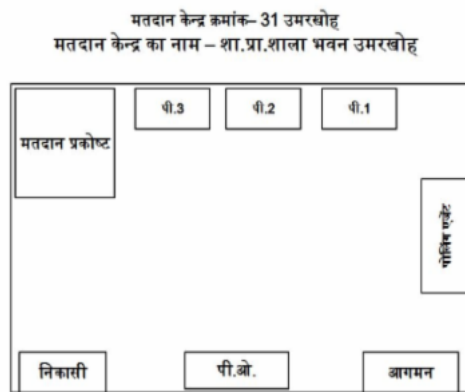 मतदान केन्द्र क्रमांक– 31 उमरखोह
मतदान केन्द्र का नाम – शा.प्रा.शाला भवन उमरखोह
पी.3
पी.2
पी.1
मतदान प्रकोष्ट
पोलिंग एजेंट
निकासी
पी.ओ.
आगमन